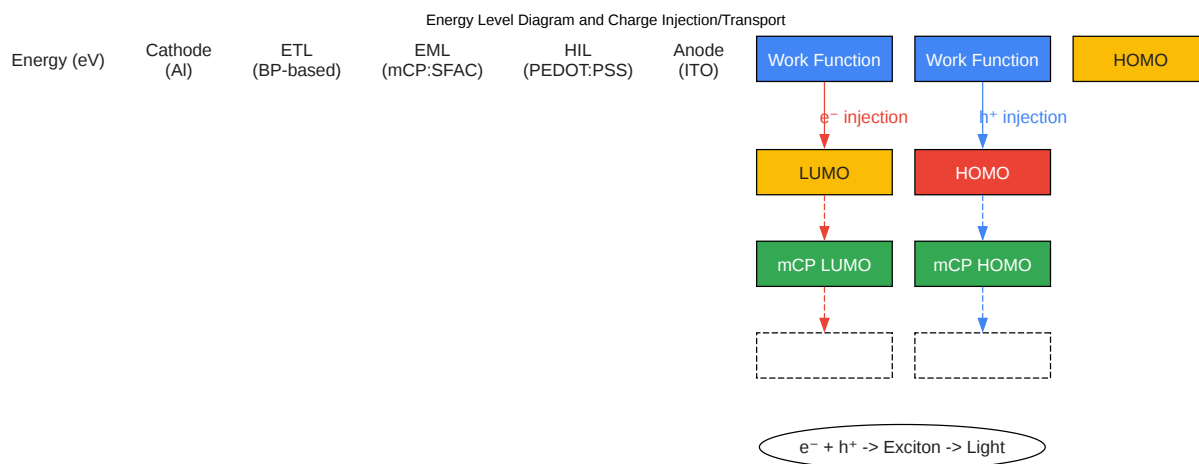 Energy Level Diagram and Charge Injection/Transport
Energy (eV)
Cathode
(Al)
ETL
(BP-based)
EML
(mCP:SFAC)
HIL
(PEDOT:PSS)
Anode
(ITO)
Work Function
Work Function
HOMO
e⁻ injection
h⁺ injection
LUMO
HOMO
mCP LUMO
mCP HOMO
e⁻ + h⁺ -> Exciton -> Light